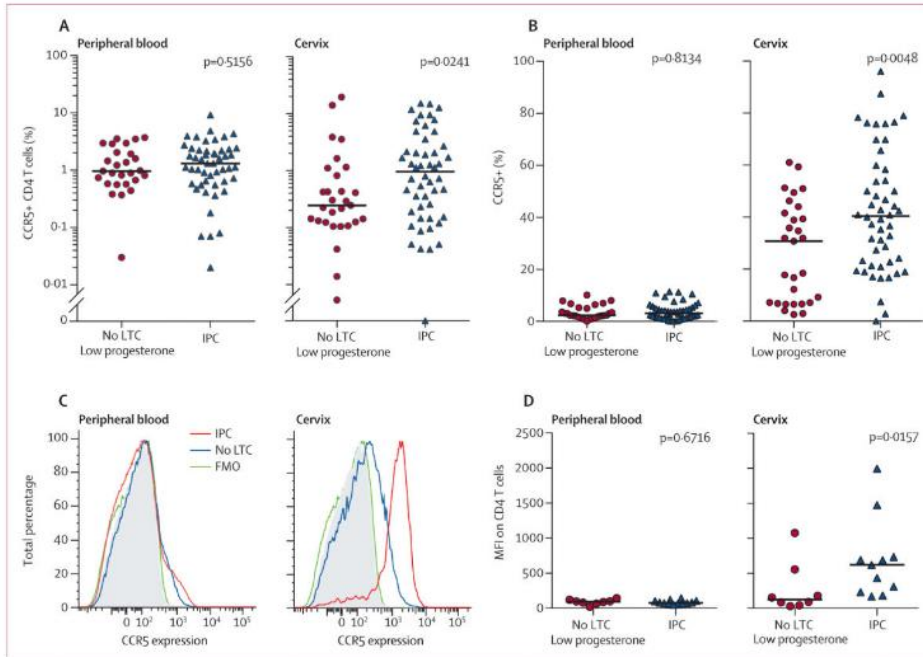 A
Peripheral blood
p=0·5156
Cervix
p=0·0241
CCR5+ CD4 T cells (%)
100
10
1
0·1
0·01
0
No LTC
Low progesterone
IPC
No LTC
Low progesterone
IPC
B
Peripheral blood
p=0·8134
Cervix
p=0·0048
CCR5+ (%)
100
80
60
40
20
0
No LTC
Low progesterone
IPC
No LTC
Low progesterone
IPC
C
Peripheral blood
Cervix
IPC
No LTC
FMO
Total percentage
100
80
60
40
20
0
0 10² 10³ 10⁴ 10⁵
CCR5 expression
0 10² 10³ 10⁴ 10⁵
CCR5 expression
D
Peripheral blood
p=0·6716
Cervix
p=0·0157
MFI on CD4 T cells
2500
2000
1500
1000
500
0
No LTC
Low progesterone
IPC
No LTC
Low progesterone
IPC